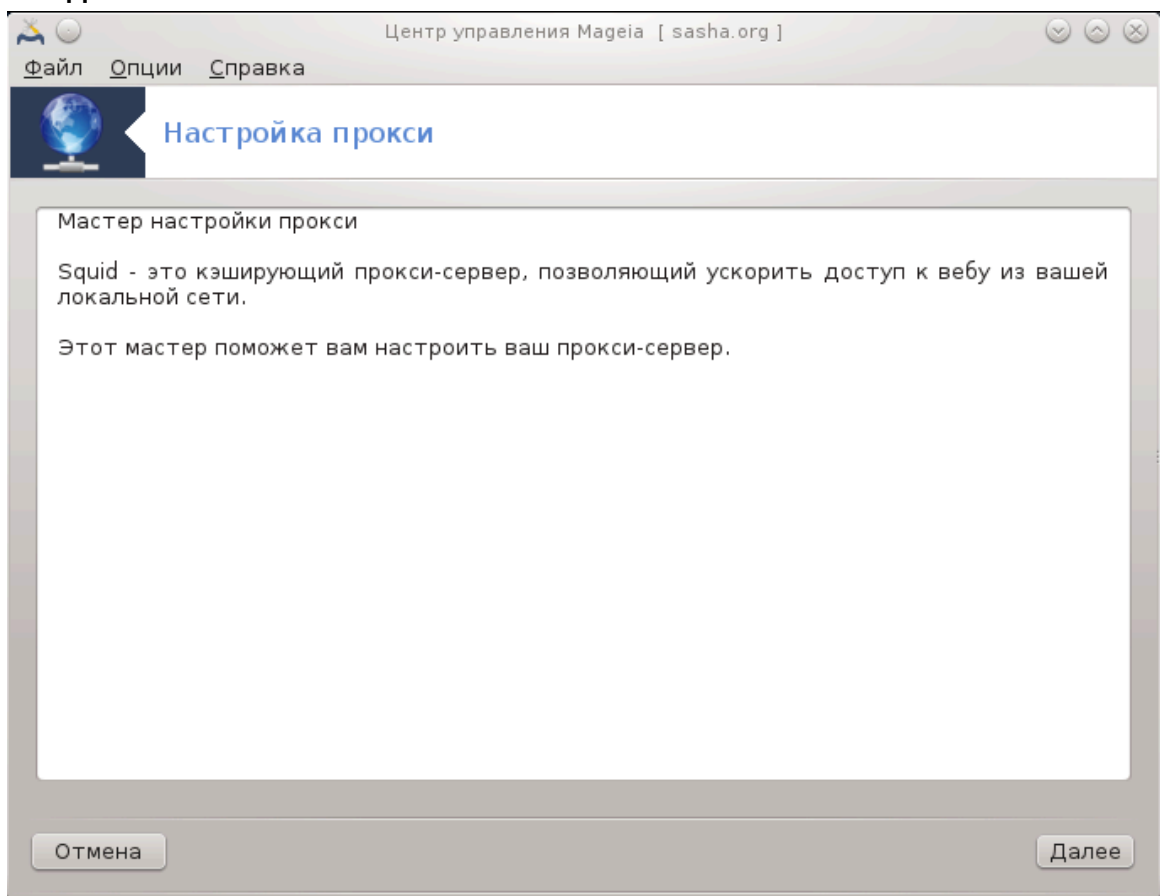 Центр управления Mageia [ sasha.org ]
Файл Опции Справка
Настройка прокси
Мастер настройки прокси
Squid - это кэширующий прокси-сервер, позволяющий ускорить доступ к вебу из вашей
локальной сети.
Этот мастер поможет вам настроить ваш прокси-сервер.
Отмена
Далее